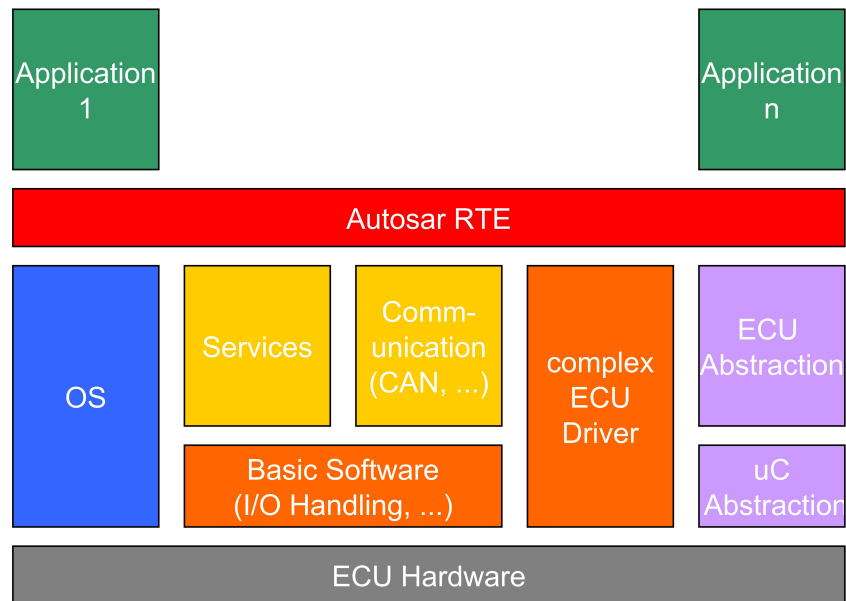 Application
1
Application
n
Autosar RTE
OS
Services
Comm-
unication
(CAN, ...)
complex
ECU
Driver
ECU
Abstraction
Basic Software
(I/O Handling, ...)
uC
Abstraction
ECU Hardware